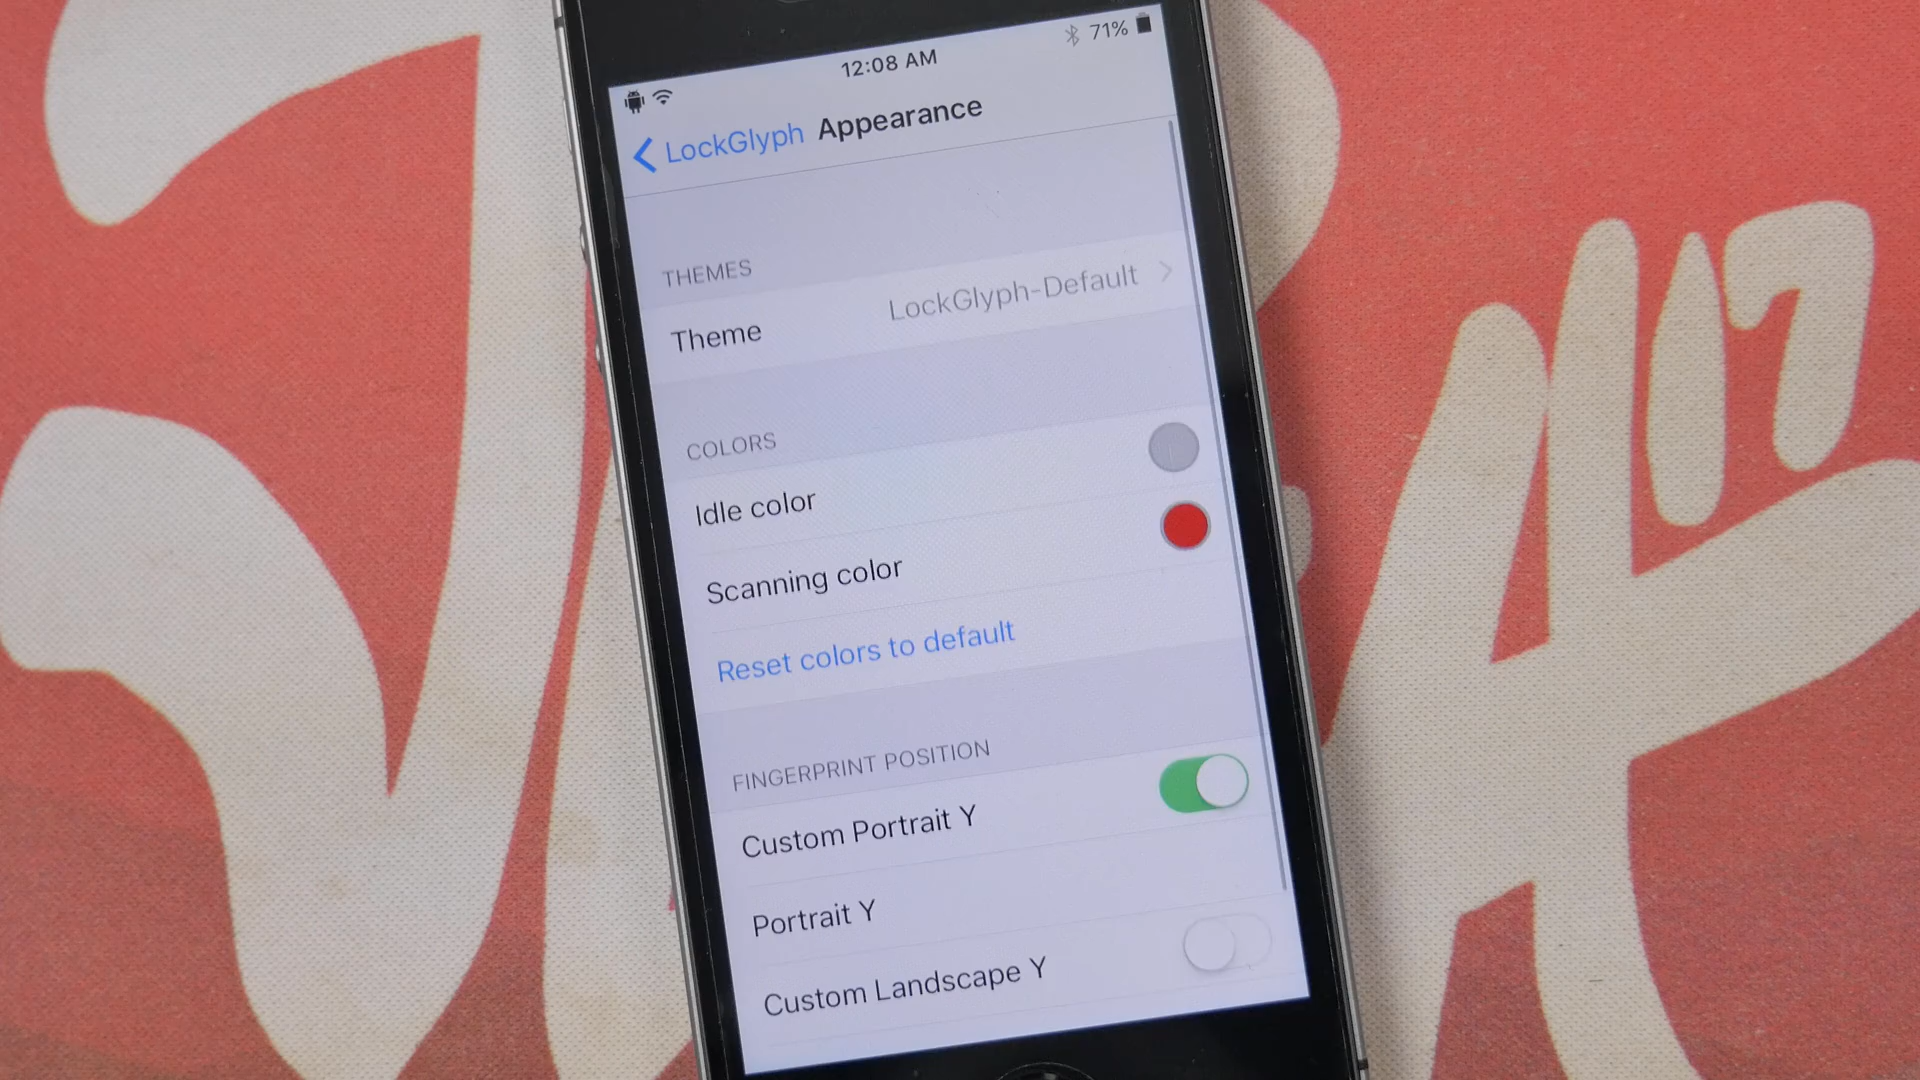 71%
12:08 AM
LockGlyph Appearance
THEMES
Theme LockGlyph-Default
COLORS
Idle color
Scanning color
Reset colors to default
FINGERPRINT POSITION
Custom Portrait Y
Portrait Y
Custom Landscape Y